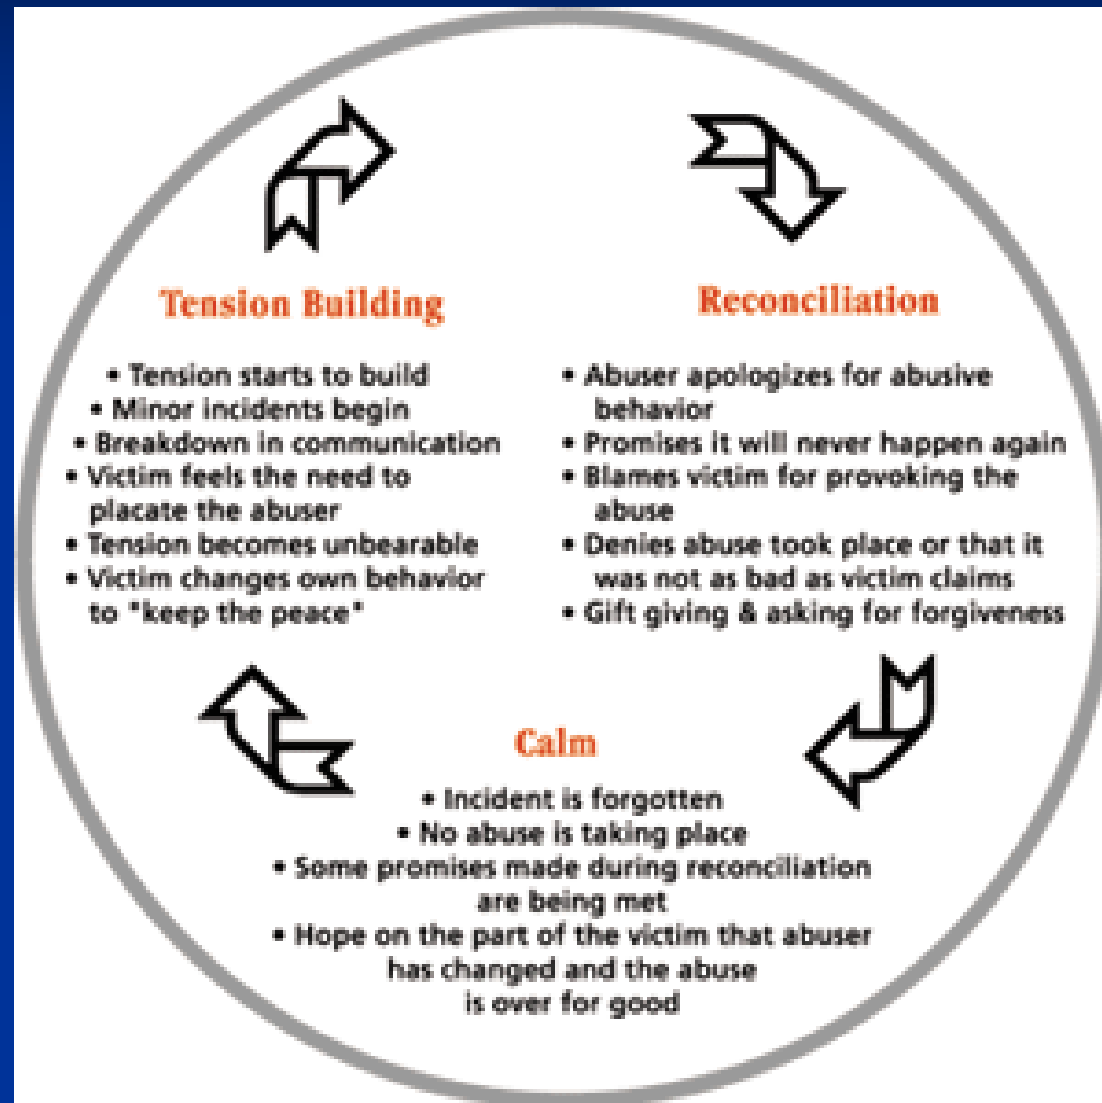 Tension Building
• Tension starts to build
• Minor incidents begin
• Breakdown in communication
• Victim feels the need to
placate the abuser
• Tension becomes unbearable
• Victim changes own behavior
to "keep the peace"
Reconciliation
• Abuser apologizes for abusive
behavior
• Promises it will never happen again
• Blames victim for provoking the
abuse
• Denies abuse took place or that it
was not as bad as victim claims
• Gift giving & asking for forgiveness
Calm
• Incident is forgotten
• No abuse is taking place
• Some promises made during reconciliation
are being met
• Hope on the part of the victim that abuser
has changed and the abuse
is over for good